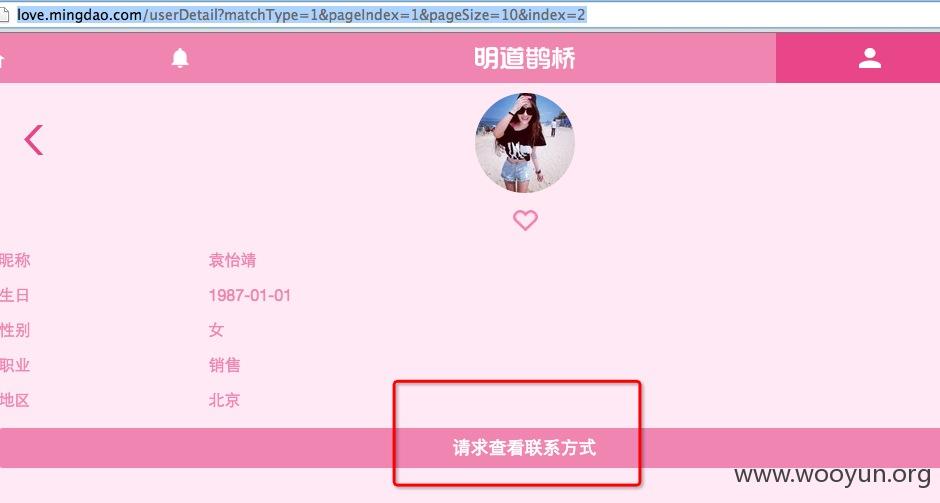 love.mingdao.com/userDetail?matchType=1&pageIndex=1&pageSize=10&index=2
明道鹊桥
昵称 袁怡靖
生日 1987-01-01
性别 女
职业 销售
地区 北京
请求查看联系方式
www.wooyun.org